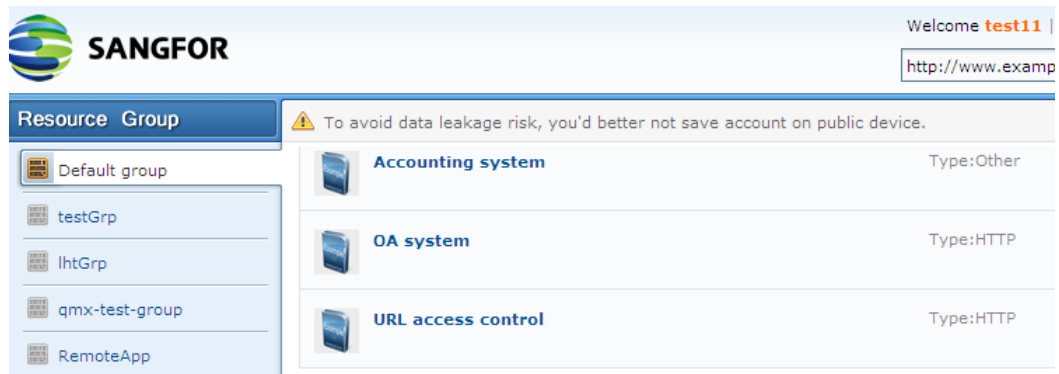 SANGFOR
Welcome test11 |
http://www.examp
Resource Group
To avoid data leakage risk, you'd better not save account on public device.
Default group
testGrp
lhtGrp
qmx-test-group
RemoteApp
Accounting system Type:Other
OA system Type:HTTP
URL access control Type:HTTP